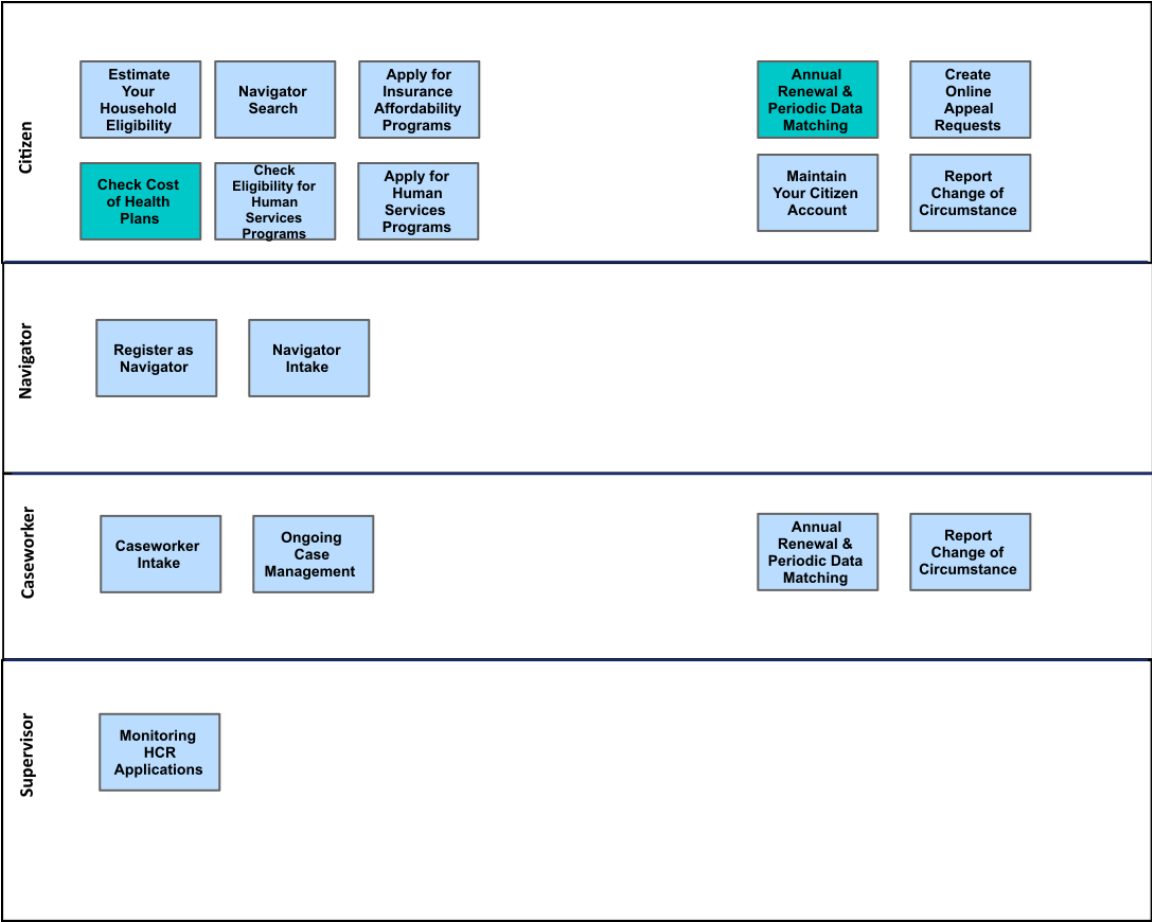 Citizen
Estimate
Your
Household
Eligibility
Navigator
Search
Apply for
Insurance
Affordability
Programs
Annual
Renewal &
Periodic Data
Matching
Create
Online
Appeal
Requests
Check Cost
of Health
Plans
Check
Eligibility for
Human
Services
Programs
Apply for
Human
Services
Programs
Maintain
Your Citizen
Account
Report
Change of
Circumstance
Navigator
Register as
Navigator
Navigator
Intake
Caseworker
Caseworker
Intake
Ongoing
Case
Management
Annual
Renewal &
Periodic Data
Matching
Report
Change of
Circumstance
Supervisor
Monitoring
HCR
Applications